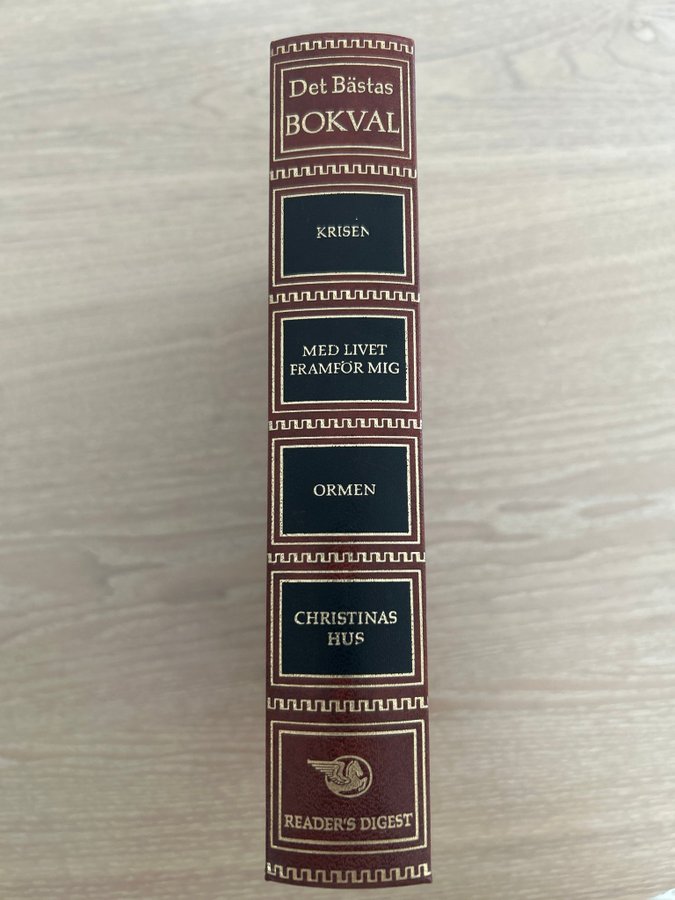 Det Bästas
BOKVAL
KRISEN
MED LIVET
FRAMFÖR MIG
ORMEN
CHRISTINAS
HUS
READER'S DIGEST